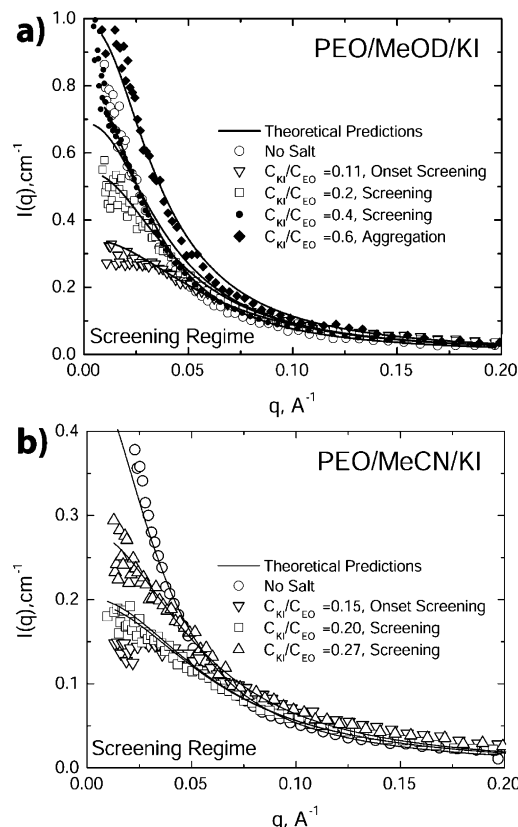 a)
PEO/MeOD/KI
Theoretical Predictions
No Salt
C_KI/C_EO =0.11, Onset Screening
C_KI/C_EO =0.2, Screening
C_KI/C_EO =0.4, Screening
C_KI/C_EO =0.6, Aggregation
Screening Regime
I(q),cm⁻¹
1.0
0.8
0.6
0.4
0.2
0.0
0.00 0.05 0.10 0.15 0.20
q, A⁻¹
b)
PEO/MeCN/KI
Theoretical Predictions
No Salt
C_KI/C_EO =0.15, Onset Screening
C_KI/C_EO =0.20, Screening
C_KI/C_EO =0.27, Screening
Screening Regime
I(q),cm⁻¹
0.4
0.3
0.2
0.1
0.0
0.00 0.05 0.10 0.15 0.20
q, A⁻¹